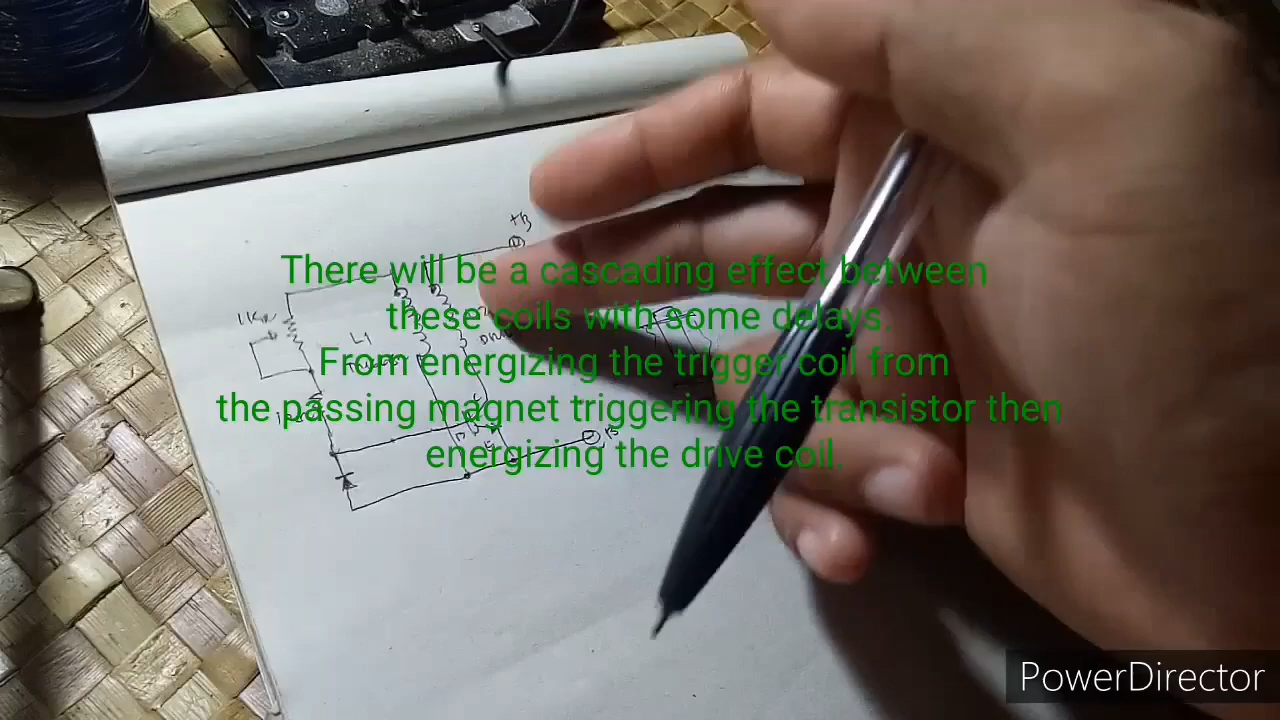 +B
There will be a cascading effect between
these coils with some delays.
L1
From energizing the trigger coil from
the passing magnet triggering the transistor then
energizing the drive coil.
PowerDirector